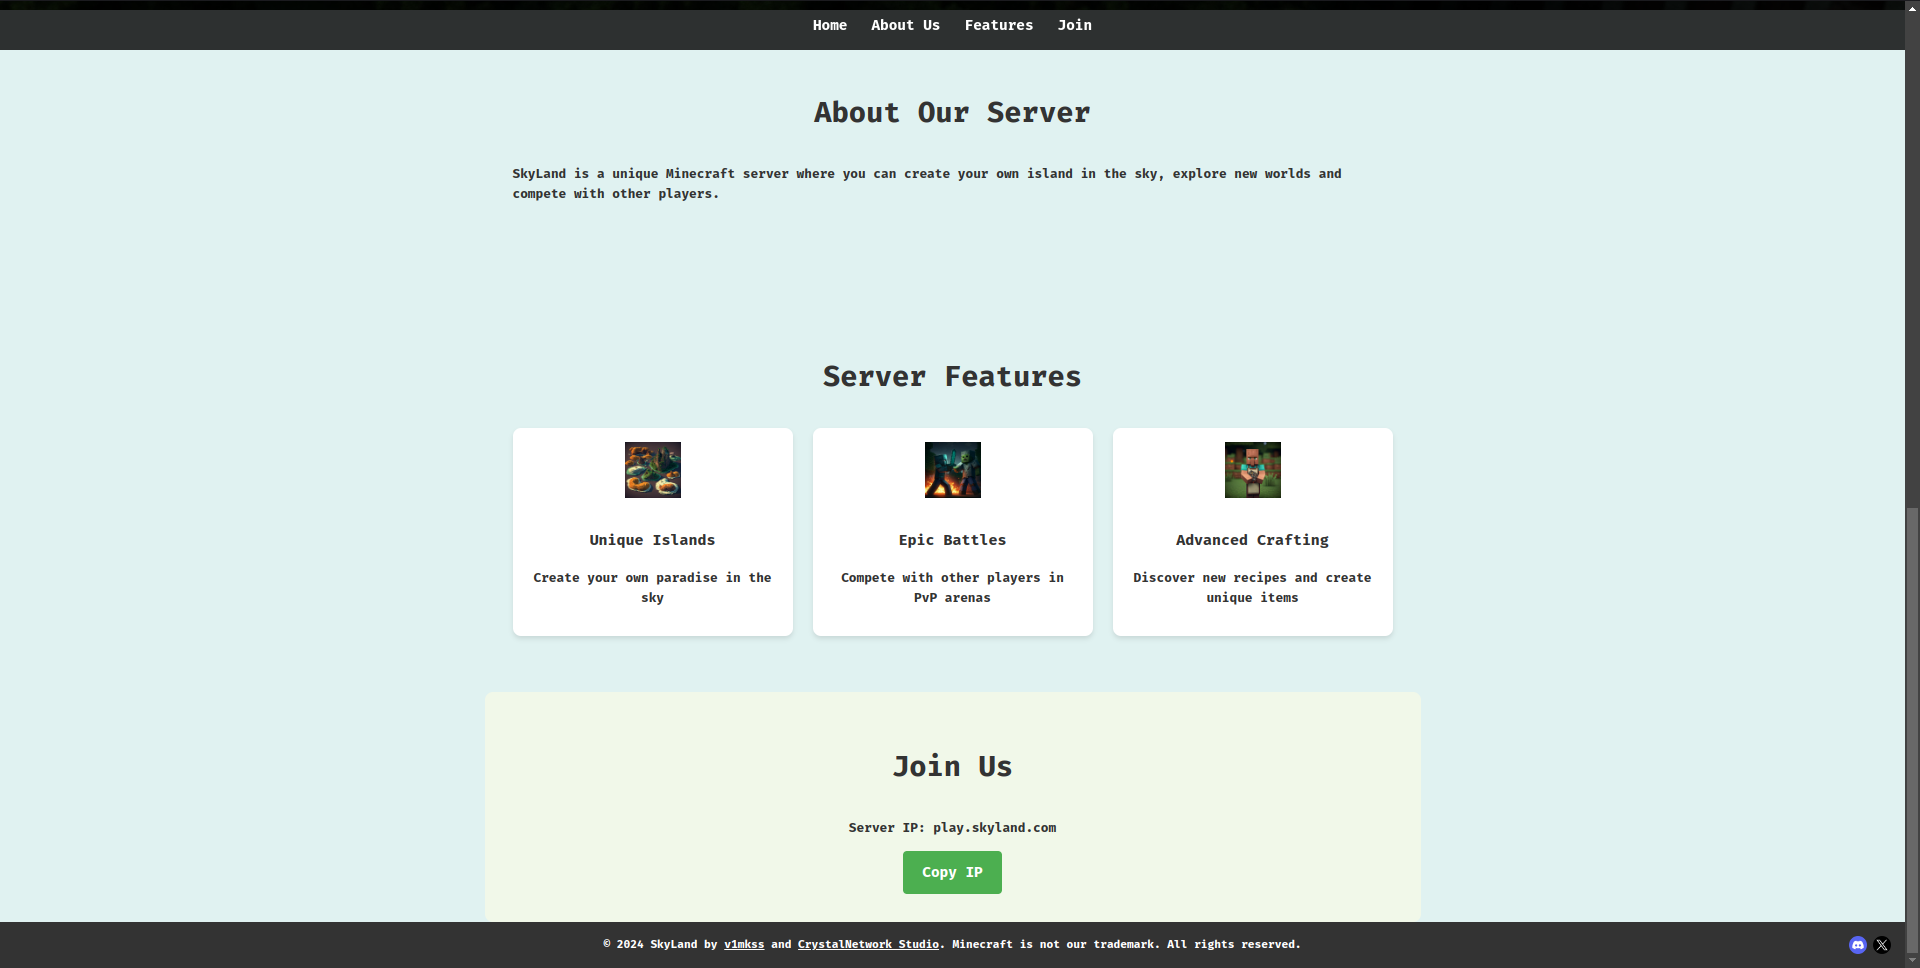 Home About Us Features Join
About Our Server
SkyLand is a unique Minecraft server where you can create your own island in the sky, explore new worlds and
compete with other players.
Server Features
Unique Islands
Create your own paradise in the
sky
Epic Battles
Compete with other players in
PvP arenas
Advanced Crafting
Discover new recipes and create
unique items
Join Us
Server IP: play.skyland.com
Copy IP
© 2024 SkyLand by v1mkss and CrystalNetwork Studio. Minecraft is not our trademark. All rights reserved.